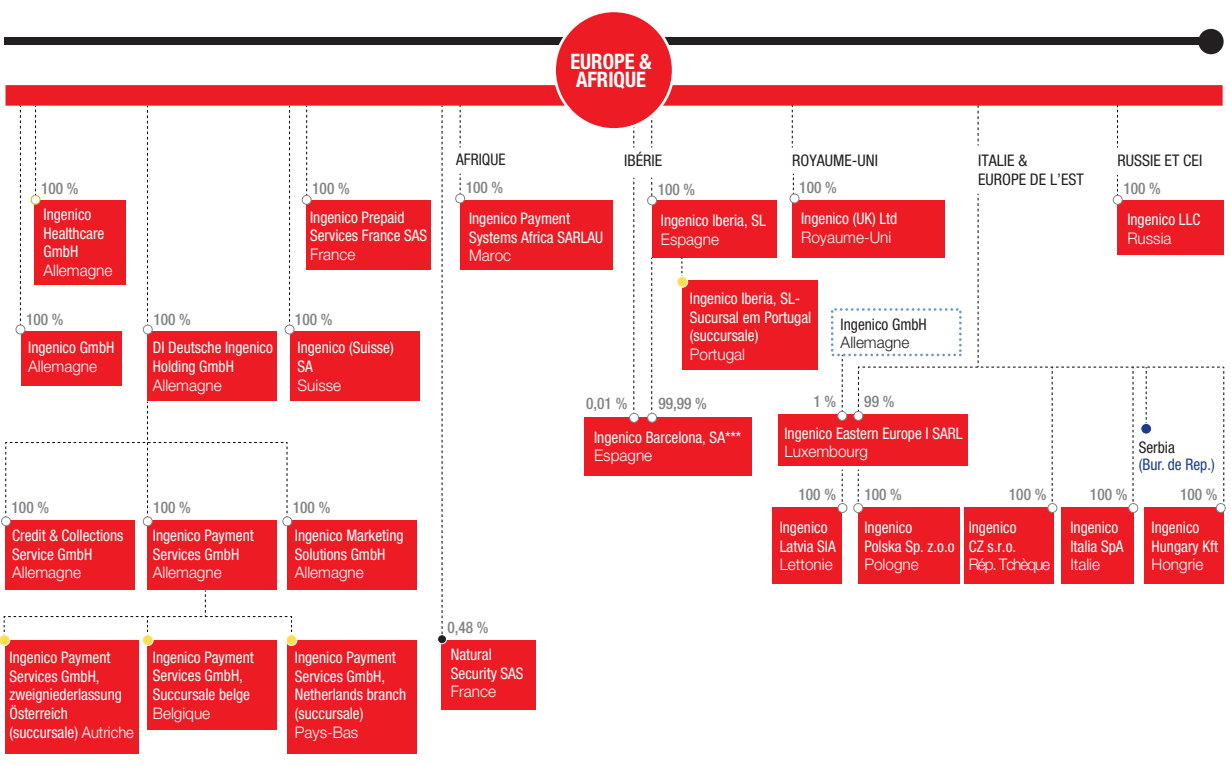 EUROPE &
AFRIQUE
AFRIQUE
IBÉRIE
ROYAUME-UNI
ITALIE &
EUROPE DE L'EST
RUSSIE ET CEI
100 %
Ingenico
Healthcare
GmbH
Allemagne
100 %
Ingenico Prepaid
Services France SAS
France
100 %
Ingenico Payment
Systems Africa SARLAU
Maroc
100 %
Ingenico Iberia, SL
Espagne
100 %
Ingenico (UK) Ltd
Royaume-Uni
100 %
Ingenico LLC
Russia
Ingenico Iberia, SL-
Sucursal em Portugal
(succursale)
Portugal
100 %
Ingenico GmbH
Allemagne
100 %
DI Deutsche Ingenico
Holding GmbH
Allemagne
100 %
Ingenico (Suisse)
SA
Suisse
Ingenico GmbH
Allemagne
0,01 %
99,99 %
Ingenico Barcelona, SA***
Espagne
1 %
99 %
Ingenico Eastern Europe I SARL
Luxembourg
Serbia
(Bur. de Rep.)
100 %
Credit & Collections
Service GmbH
Allemagne
100 %
Ingenico Payment
Services GmbH
Allemagne
100 %
Ingenico Marketing
Solutions GmbH
Allemagne
100 %
Ingenico
Latvia SIA
Lettonie
100 %
Ingenico
Polska Sp. z.o.o
Pologne
100 %
Ingenico
CZ s.r.o.
Rép. Tchèque
100 %
Ingenico
Italia SpA
Italie
100 %
Ingenico
Hungary Kft
Hongrie
Ingenico Payment
Services GmbH,
zweigniederlassung
Österreich
(succursale) Autriche
Ingenico Payment
Services GmbH,
Succursale belge
Belgique
Ingenico Payment
Services GmbH,
Netherlands branch
(succursale)
Pays-Bas
0,48 %
Natural
Security SAS
France